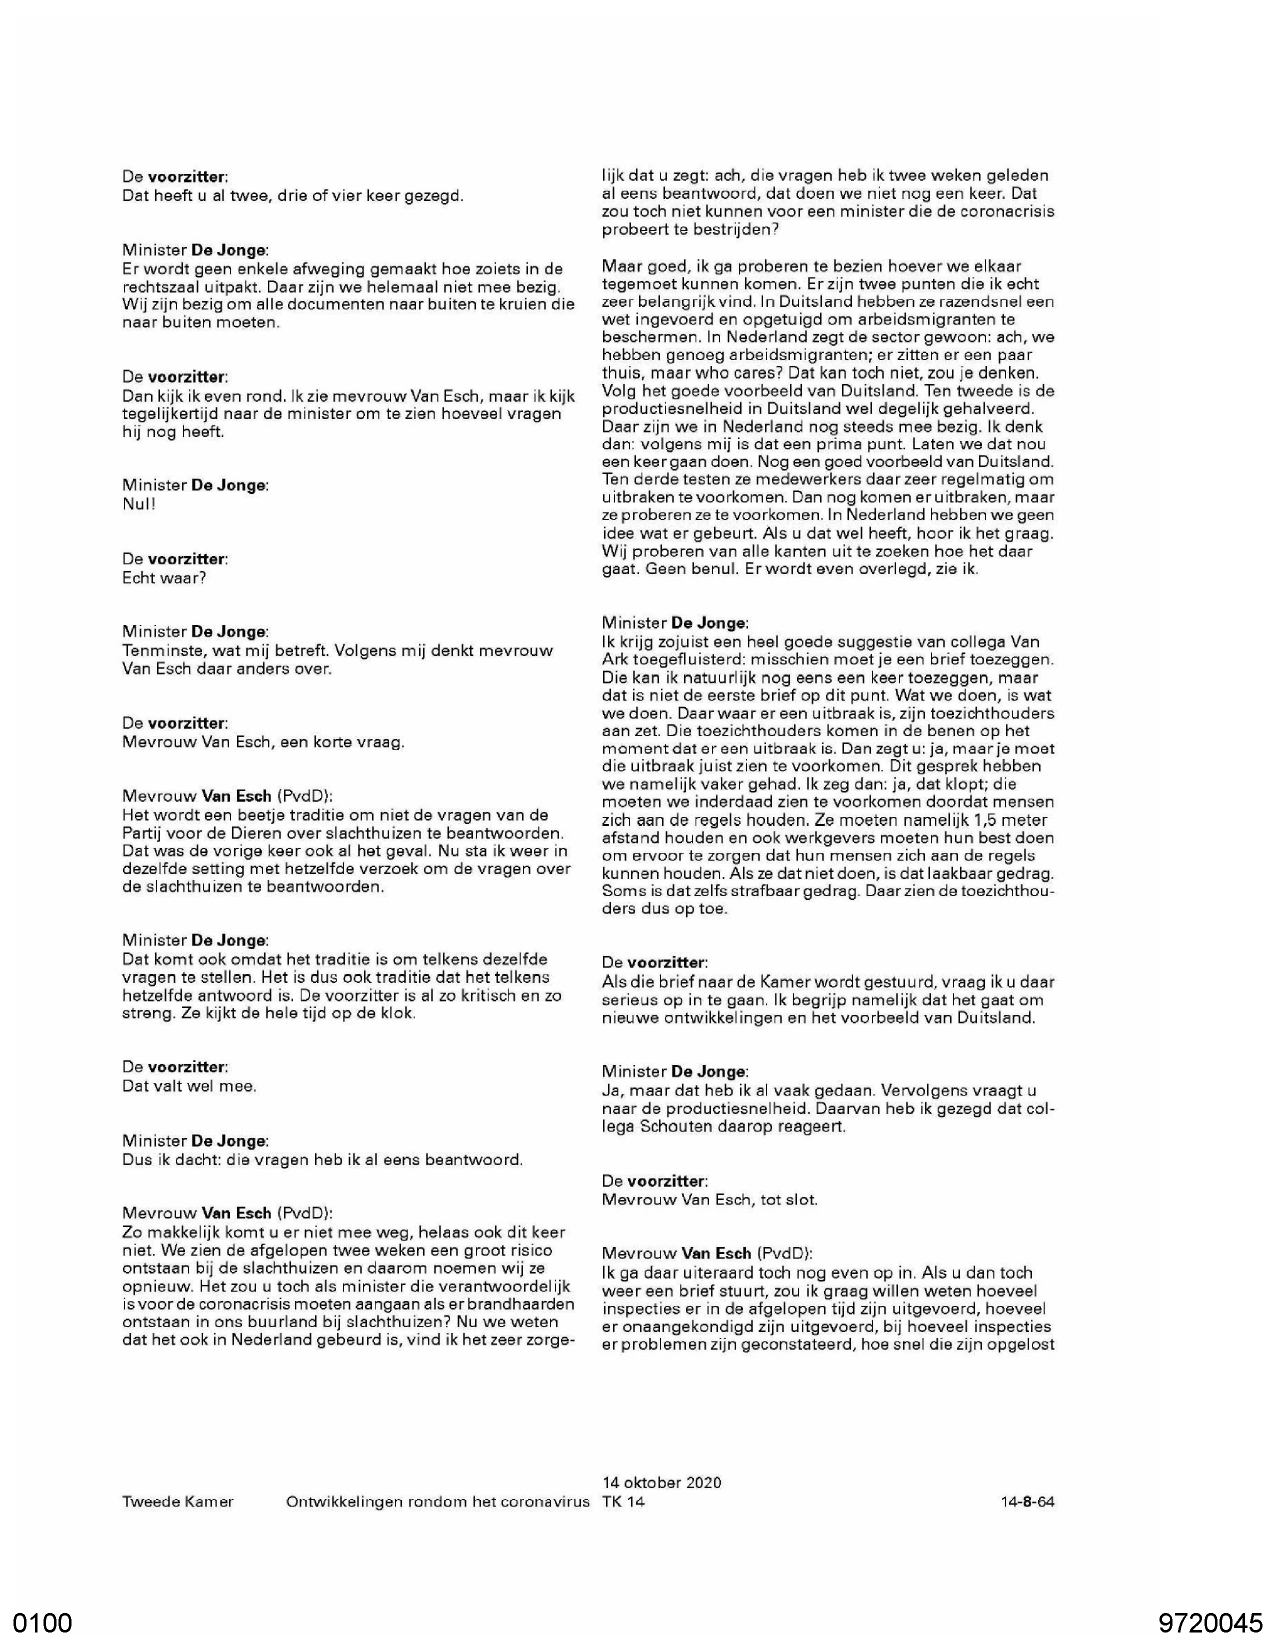 De voorzitter:
Dat heeft u al twee, drie of vier keer gezegd.
Minister De Jonge:
Er wordt geen enkele afweging gemaakt hoe zoiets in de
rechtszaal uitpakt. Daar zijn we helemaal niet mee bezig.
Wij zijn bezig om alle documenten naar buiten te kruien die
naar buiten moeten.
De voorzitter:
Dan kijk ik even rond. Ik zie mevrouw Van Esch, maar ik kijk
tegelijkertijd naar de minister om te zien hoeveel vragen
hij nog heeft.
Minister De Jonge:
Nul!
De voorzitter:
Echt waar?
Minister De Jonge:
Tenminste, wat mij betreft. Volgens mij denkt mevrouw
Van Esch daar anders over.
De voorzitter:
Mevrouw Van Esch, een korte vraag.
Mevrouw Van Esch (PvdD):
Het wordt een beetje traditie om niet de vragen van de
Partij voor de Dieren over slachthuizen te beantwoorden.
Dat was de vorige keer ook al het geval. Nu sta ik weer in
dezelfde setting met hetzelfde verzoek om de vragen over
de slachthuizen te beantwoorden.
Minister De Jonge:
Dat komt ook omdat het traditie is om telkens dezelfde
vragen te stellen. Het is dus ook traditie dat het telkens
hetzelfde antwoord is. De voorzitter is al zo kritisch en zo
streng. Ze kijkt de hele tijd op de klok.
De voorzitter:
Dat valt wel mee.
Minister De Jonge:
Dus ik dacht: die vragen heb ik al eens beantwoord.
Mevrouw Van Esch (PvdD):
Zo makkelijk komt u er niet mee weg, helaas ook dit keer
niet. We zien de afgelopen twee weken een groot risico
ontstaan bij de slachthuizen en daarom noemen wij ze
opnieuw. Het zou u toch als minister die verantwoordelijk
is voor de coronacrisis moeten aangaan als er brandhaarden
ontstaan in ons buurland bij slachthuizen? Nu we weten
dat het ook in Nederland gebeurd is, vind ik het zeer zorge-
lijk dat u zegt: ach, die vragen heb ik twee weken geleden
al eens beantwoord, dat doen we niet nog een keer. Dat
zou toch niet kunnen voor een minister die de coronacrisis
probeert te bestrijden?
Maar goed, ik ga proberen te bezien hoever we elkaar
tegemoet kunnen komen. Er zijn twee punten die ik echt
zeer belangrijk vind. In Duitsland hebben ze razendsnel een
wet ingevoerd en opgetuigd om arbeidsmigranten te
beschermen. In Nederland zegt de sector gewoon: ach, we
hebben genoeg arbeidsmigranten; er zitten er een paar
thuis, maar who cares? Dat kan toch niet, zou je denken.
Volg het goede voorbeeld van Duitsland. Ten tweede is de
productiesnelheid in Duitsland wel degelijk gehalveerd.
Daar zijn we in Nederland nog steeds mee bezig. Ik denk
dan: volgens mij is dat een prima punt. Laten we dat nou
een keer gaan doen. Nog een goed voorbeeld van Duitsland.
Ten derde testen ze medewerkers daar zeer regelmatig om
uitbraken te voorkomen. Dan nog komen er uitbraken, maar
ze proberen ze te voorkomen. In Nederland hebben we geen
idee wat er gebeurt. Als u dat wel heeft, hoor ik het graag.
Wij proberen van alle kanten uit te zoeken hoe het daar
gaat. Geen benul. Er wordt even overlegd, zie ik.
Minister De Jonge:
Ik krijg zojuist een heel goede suggestie van collega Van
Ark toegefluisterd: misschien moet je een brief toezeggen.
Die kan ik natuurlijk nog eens een keer toezeggen, maar
dat is niet de eerste brief op dit punt. Wat we doen, is wat
we doen. Daar waar er een uitbraak is, zijn toezichthouders
aan zet. Die toezichthouders komen in de benen op het
moment dat er een uitbraak is. Dan zegt u: ja, maar je moet
die uitbraak juist zien te voorkomen. Dit gesprek hebben
we namelijk vaker gehad. Ik zeg dan: ja, dat klopt; die
moeten we inderdaad zien te voorkomen doordat mensen
zich aan de regels houden. Ze moeten namelijk 1,5 meter
afstand houden en ook werkgevers moeten hun best doen
om ervoor te zorgen dat hun mensen zich aan de regels
kunnen houden. Als ze dat niet doen, is dat laakbaar gedrag.
Soms is dat zelfs strafbaar gedrag. Daar zien de toezichthou-
ders dus op toe.
De voorzitter:
Als die brief naar de Kamer wordt gestuurd, vraag ik u daar
serieus op in te gaan. Ik begrijp namelijk dat het gaat om
nieuwe ontwikkelingen en het voorbeeld van Duitsland.
Minister De Jonge:
Ja, maar dat heb ik al vaak gedaan. Vervolgens vraagt u
naar de productiesnelheid. Daarvan heb ik gezegd dat col-
lega Schouten daarop reageert.
De voorzitter:
Mevrouw Van Esch, tot slot.
Mevrouw Van Esch (PvdD):
Ik ga daar uiteraard toch nog even op in. Als u dan toch
weer een brief stuurt, zou ik graag willen weten hoeveel
inspecties er in de afgelopen tijd zijn uitgevoerd, hoeveel
er onaangekondigd zijn uitgevoerd, bij hoeveel inspecties
er problemen zijn geconstateerd, hoe snel die zijn opgelost
14 oktober 2020
Tweede Kamer Ontwikkelingen rondom het coronavirus TK 14 14-8-64
0100 9720045